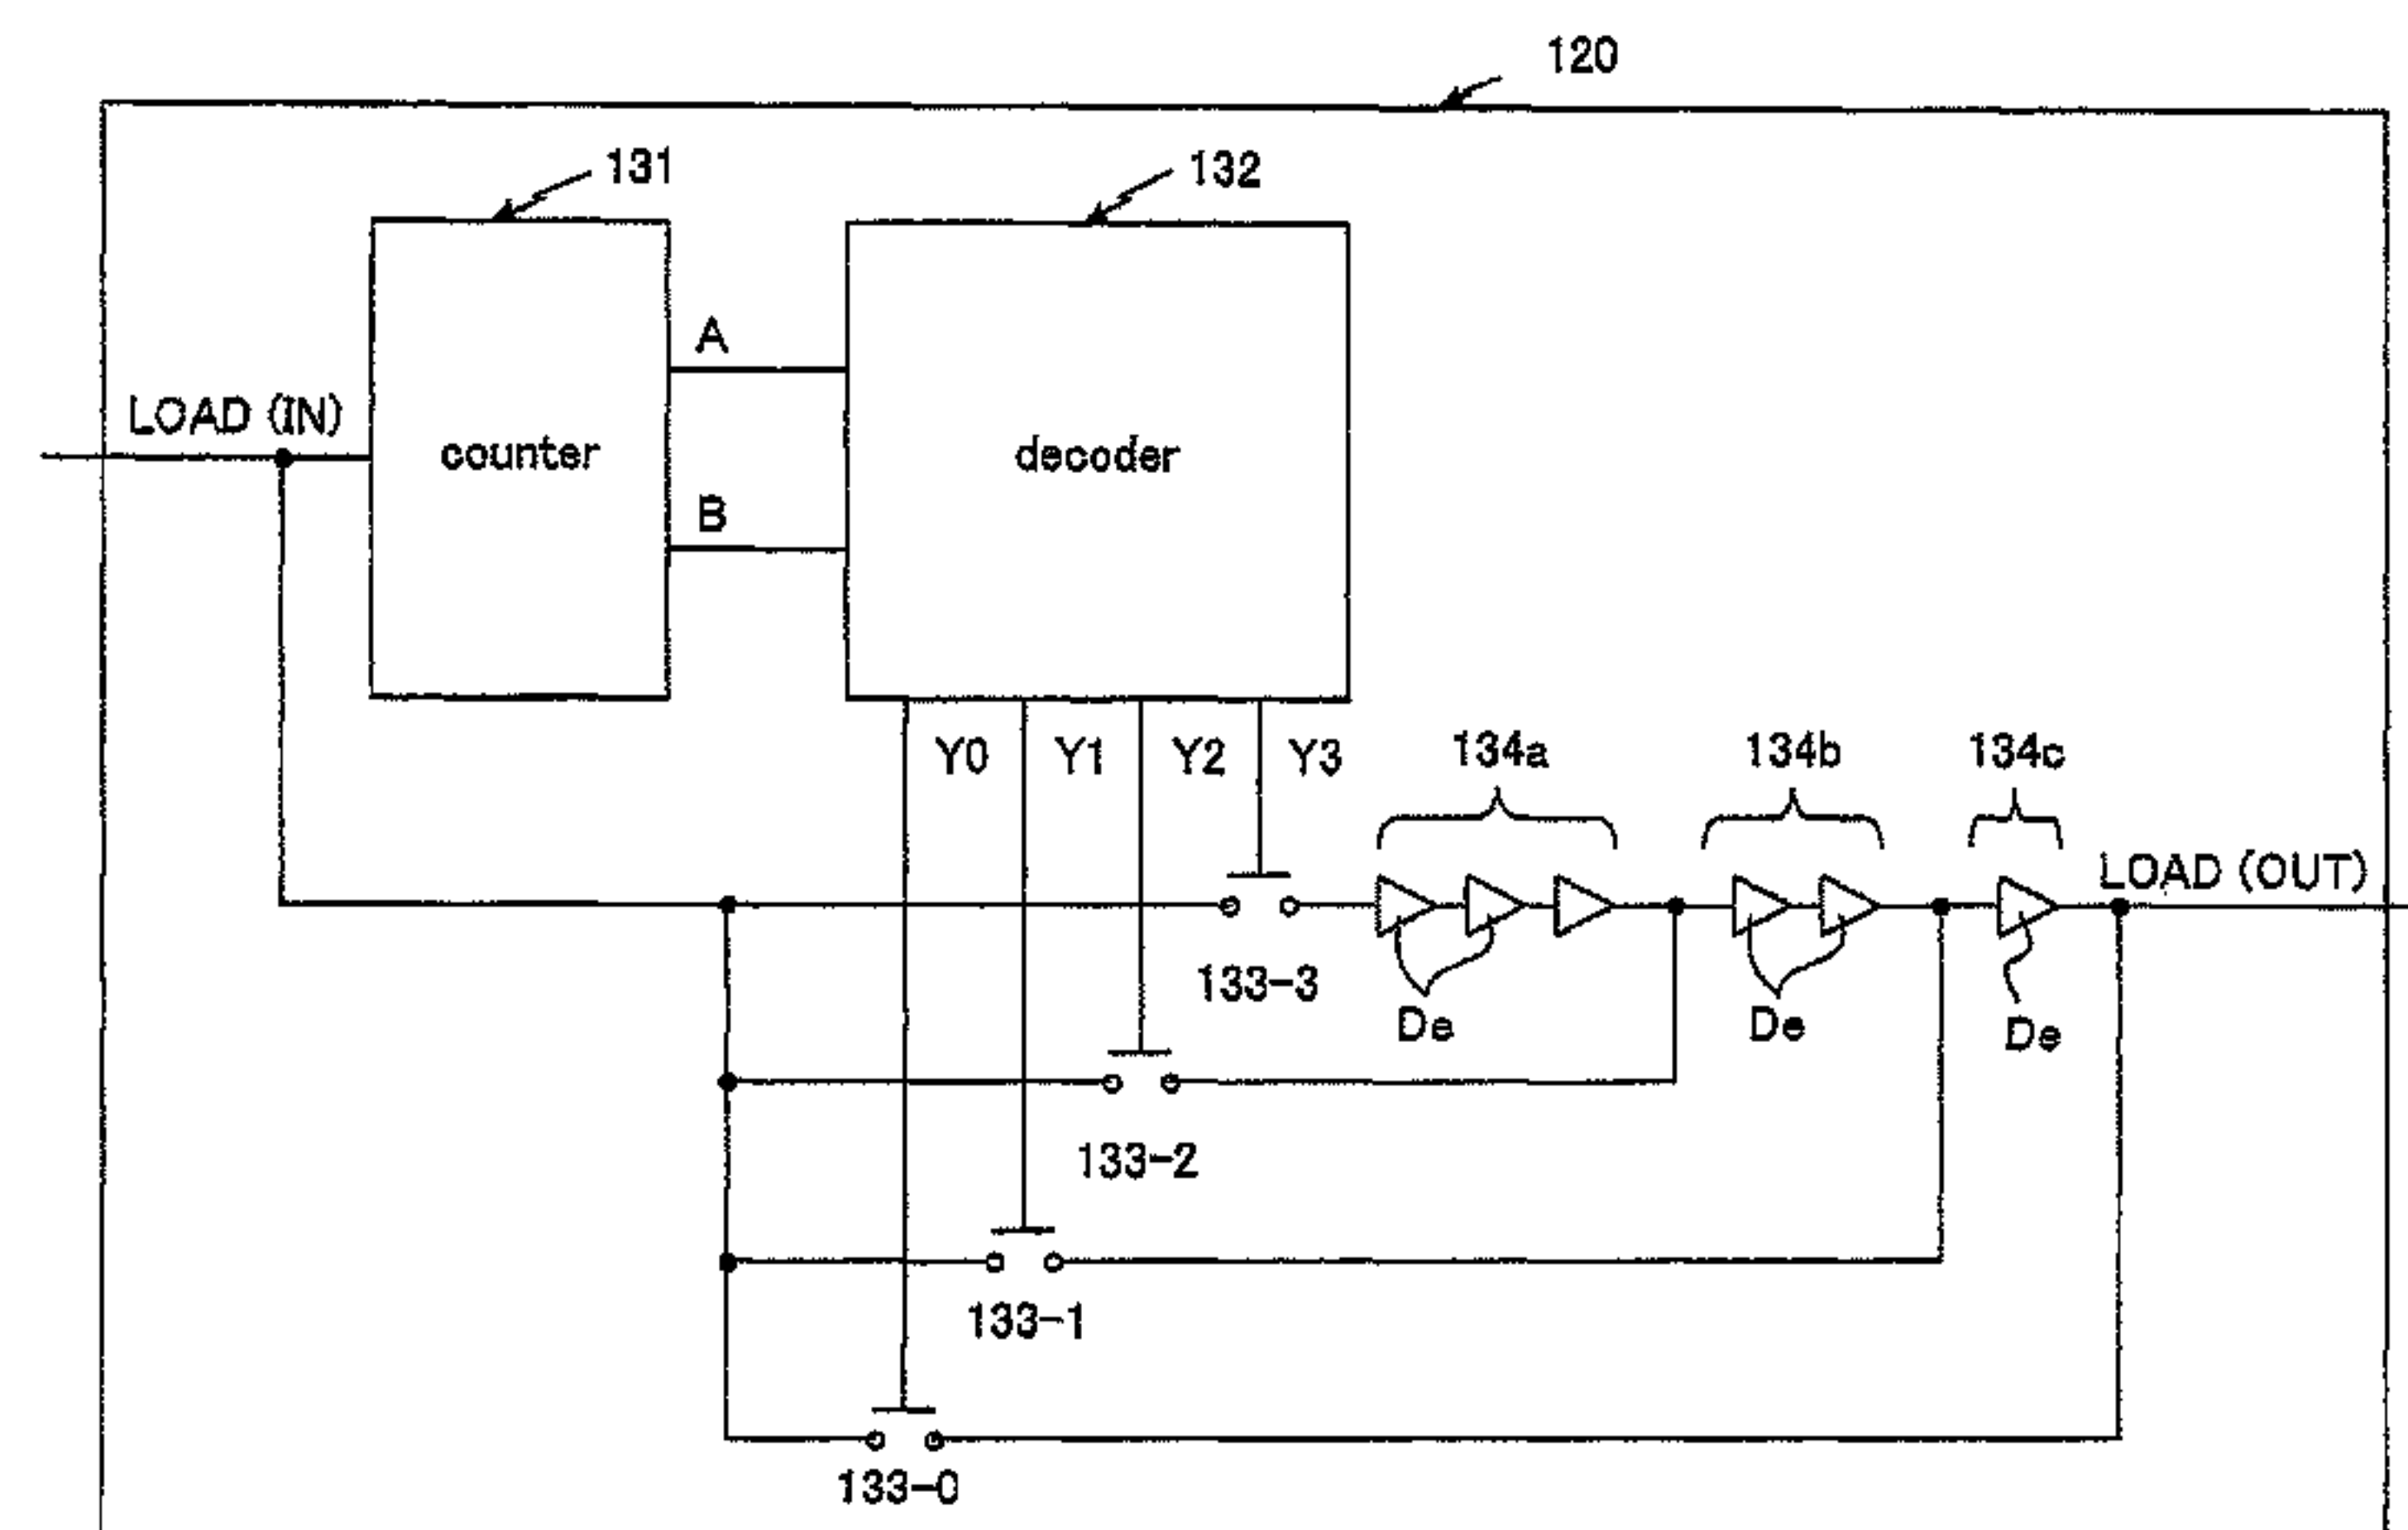 120
131
132
A
LOAD (IN)
counter
decoder
B
Y0
Y1
Y2
Y3
134a
134b
134c
LOAD (OUT)
133-3
De
De
De
133-2
133-1
133-0